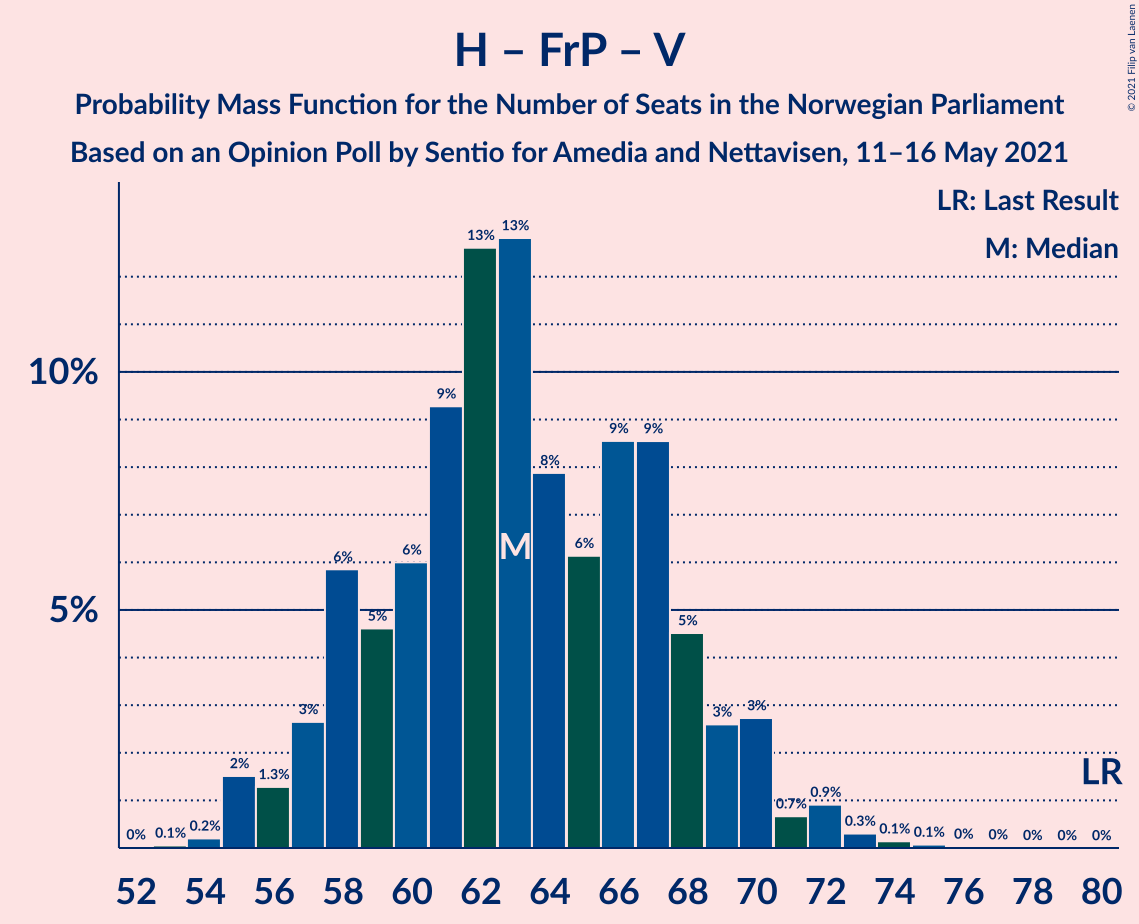 H – FrP – V
Probability Mass Function for the Number of Seats in the Norwegian Parliament
Based on an Opinion Poll by Sentio for Amedia and Nettavisen, 11–16 May 2021
© 2021 Filip van Laenen
LR: Last Result
M: Median
10%
5%
0% 0.1% 0.2% 2% 1.3% 3% 6% 5% 6% 9% 13% 13% 8% 6% 9% 9% 5% 3% 3% 0.7% 0.9% 0.3% 0.1% 0.1% 0% 0% 0% 0% 0%
M
LR
52 54 56 58 60 62 64 66 68 70 72 74 76 78 80